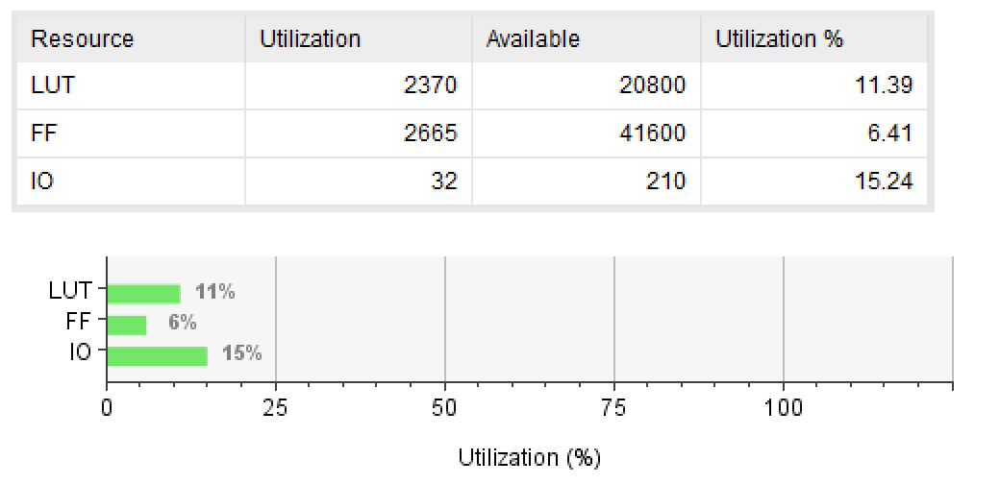 Resource Utilization Available Utilization %
LUT 2370 20800 11.39
FF 2665 41600 6.41
IO 32 210 15.24
LUT 11%
FF 6%
IO 15%
0 25 50 75 100
Utilization (%)